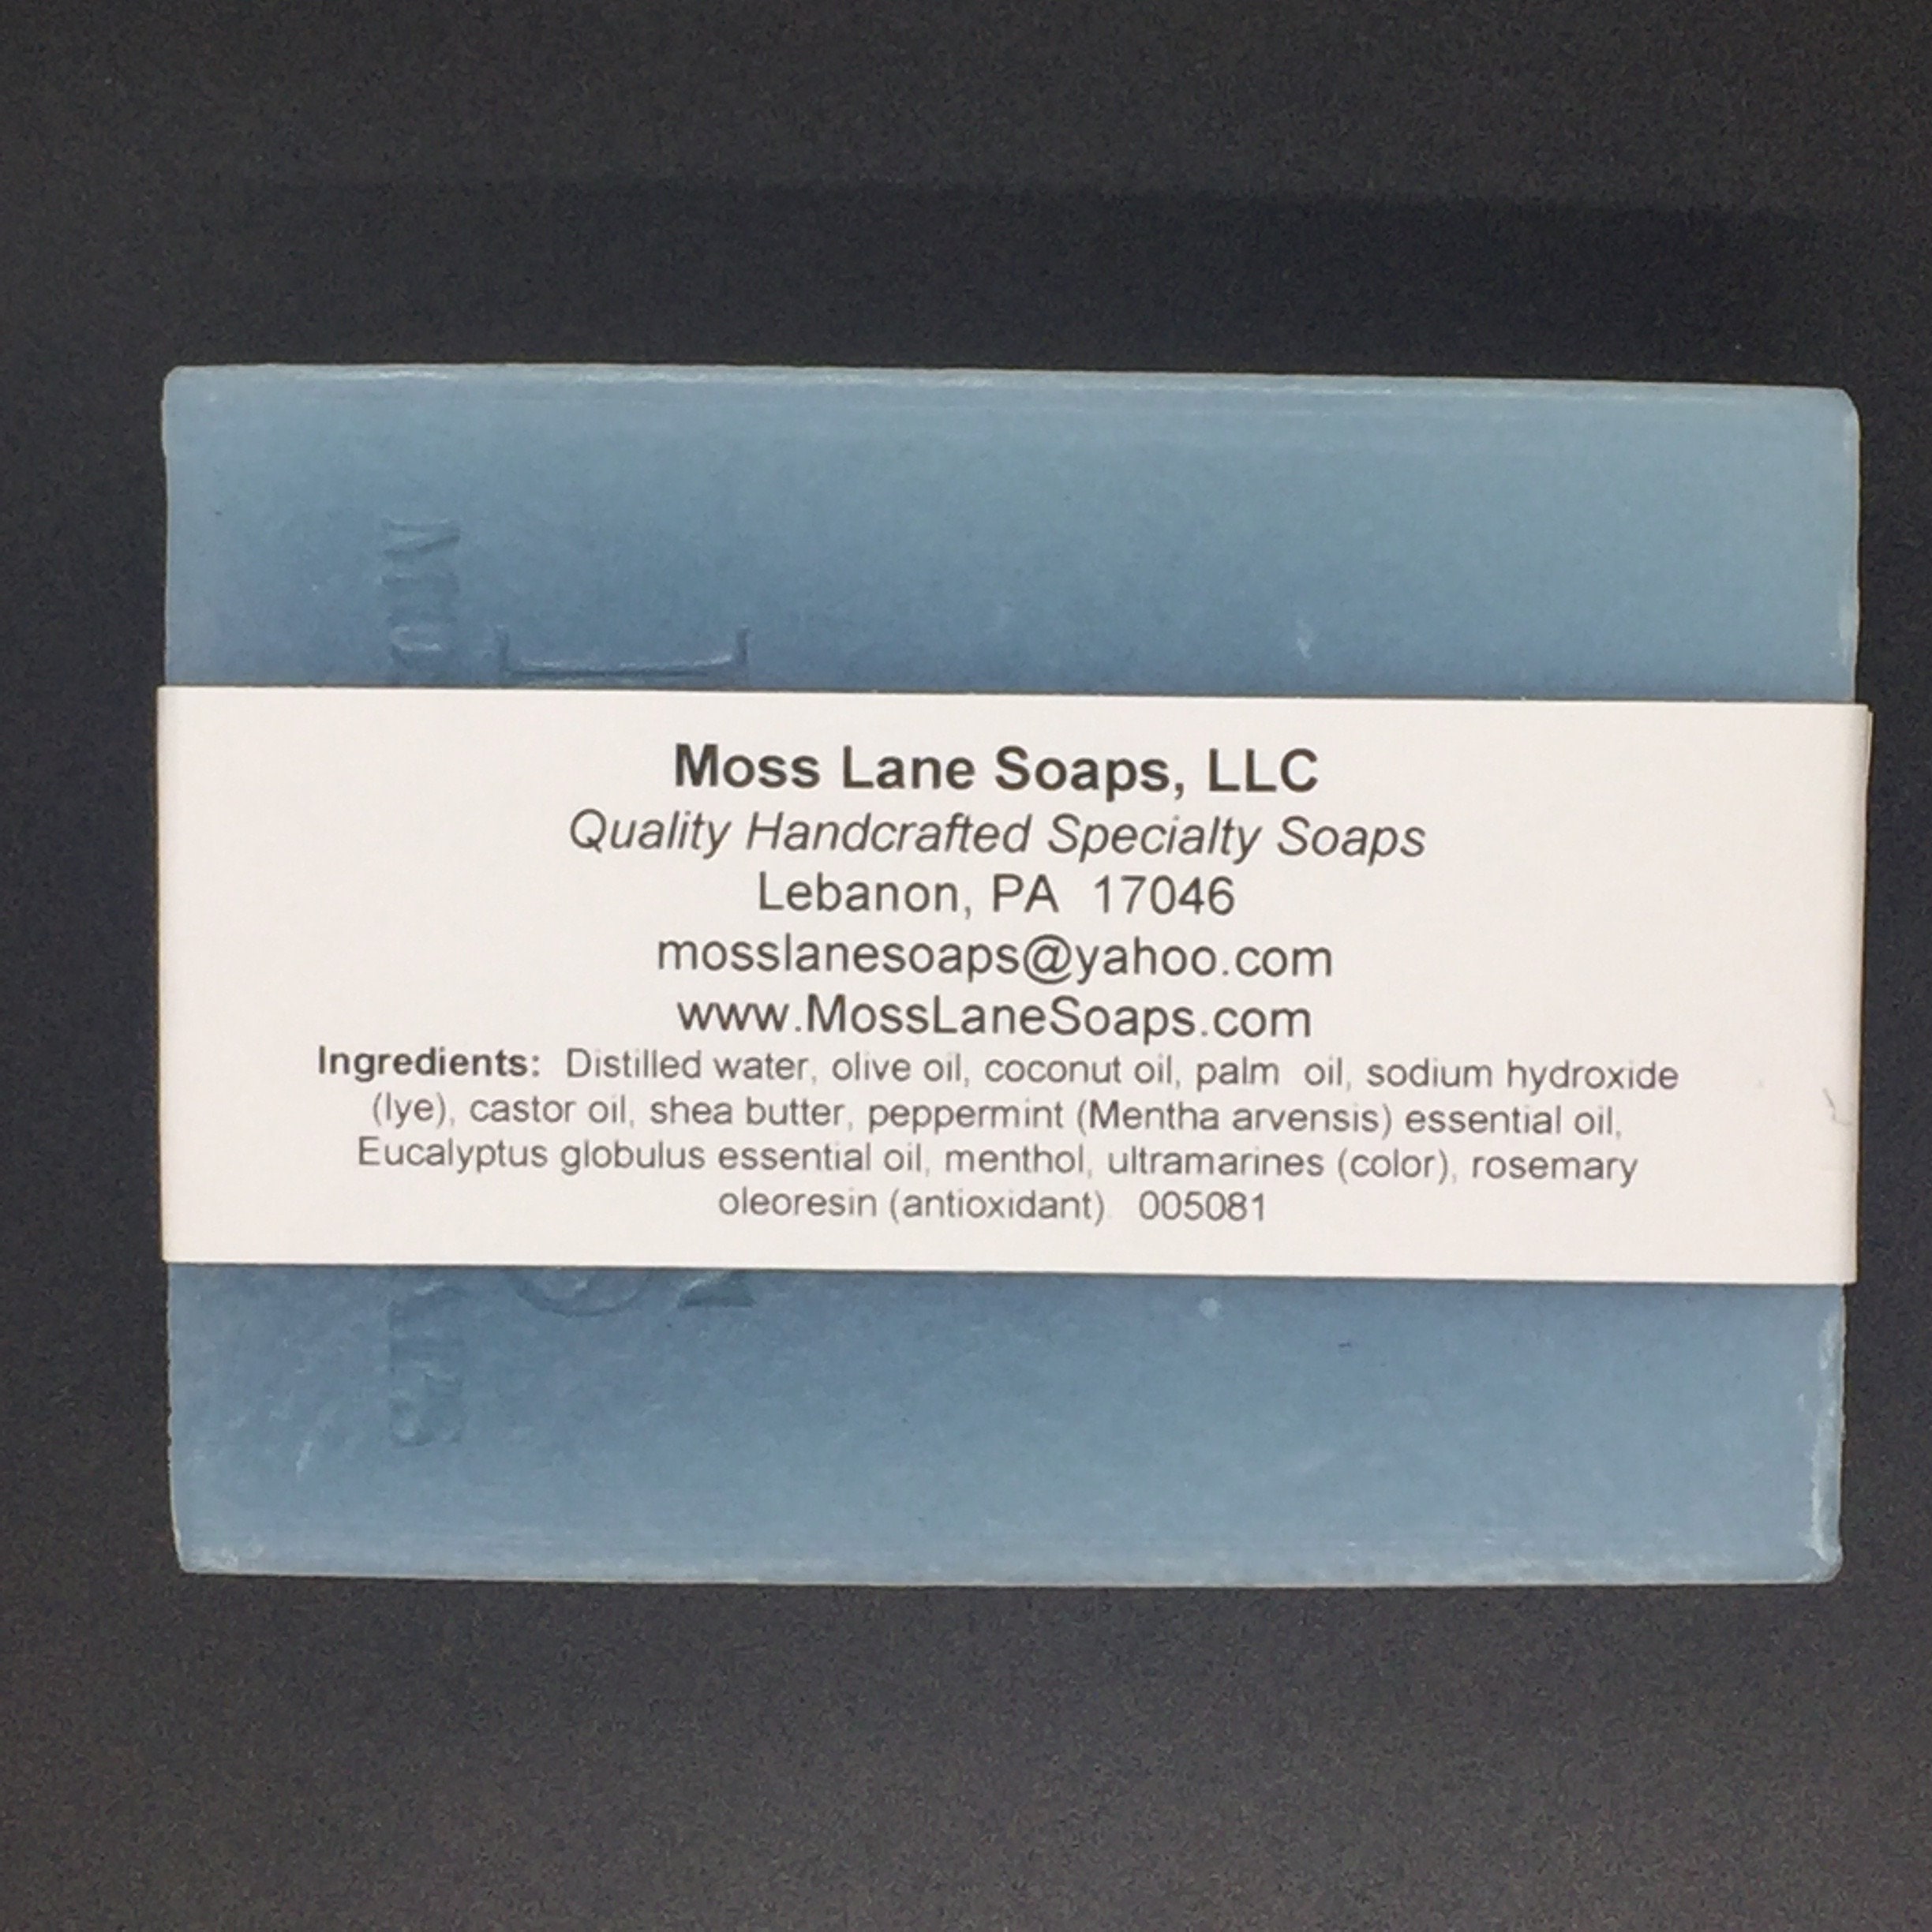 Moss Lane Soaps, LLC
Quality Handcrafted Specialty Soaps
Lebanon, PA  17046
mosslanesoaps@yahoo.com
www.MossLaneSoaps.com
Ingredients:  Distilled water, olive oil, coconut oil, palm  oil, sodium hydroxide
(lye), castor oil, shea butter, peppermint (Mentha arvensis) essential oil,
Eucalyptus globulus essential oil, menthol, ultramarines (color), rosemary
oleoresin (antioxidant)  005081